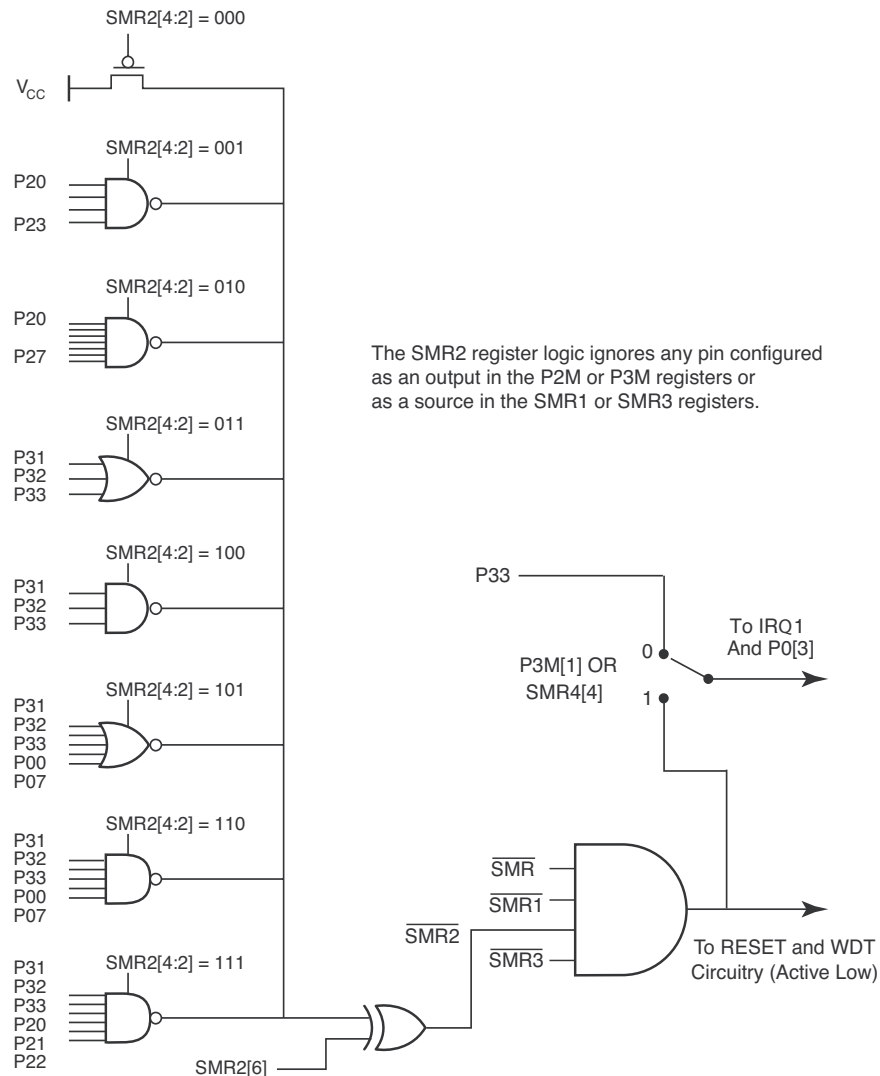 SMR2[4:2] = 000
VCC
SMR2[4:2] = 001
P20
P23
SMR2[4:2] = 010
P20
P27
The SMR2 register logic ignores any pin configured
as an output in the P2M or P3M registers or
as a source in the SMR1 or SMR3 registers.
SMR2[4:2] = 011
P31
P32
P33
SMR2[4:2] = 100
P31
P32
P33
P33
To IRQ1
And P0[3]
0
P3M[1] OR
SMR4[4]
1
SMR2[4:2] = 101
P31
P32
P33
P00
P07
SMR2[4:2] = 110
P31
P32
P33
P00
P07
SMR
SMR1
SMR2
SMR3
To RESET and WDT
Circuitry (Active Low)
SMR2[4:2] = 111
P31
P32
P33
P20
P21
P22
SMR2[6]